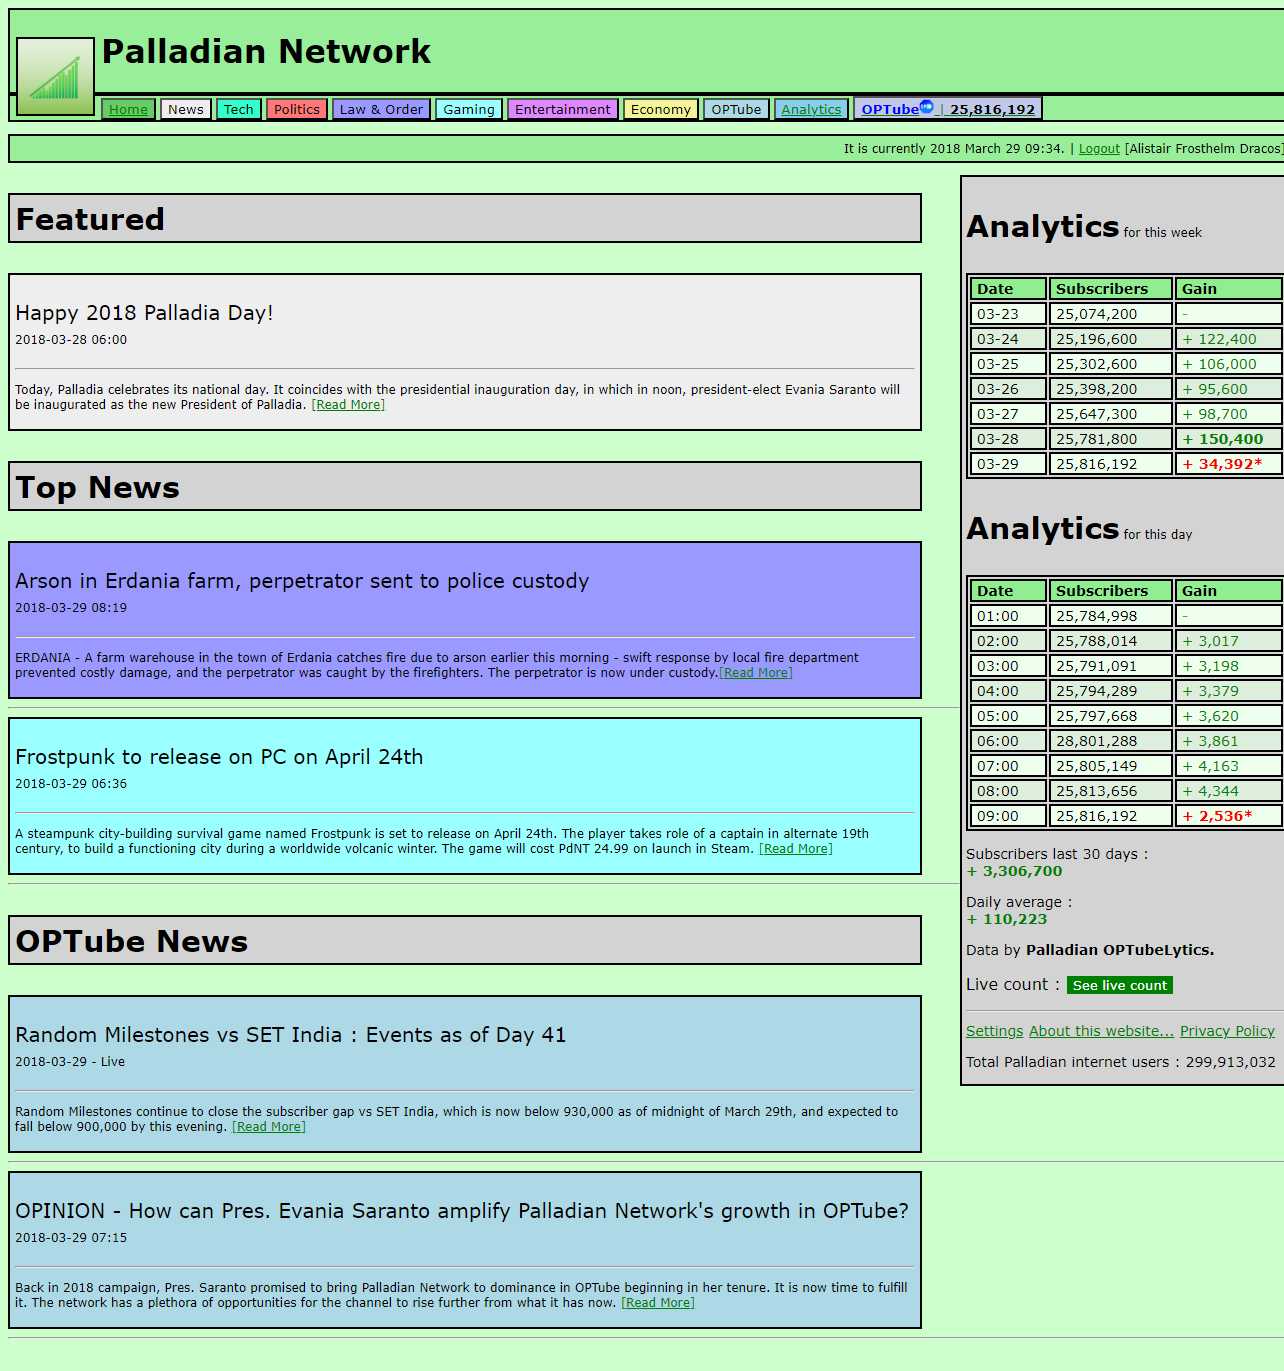 Palladian Network
Home News Tech Politics Law & Order Gaming Entertainment Economy OPTube Analytics OPTube | 25,816,192
It is currently 2018 March 29 09:34. | Logout [Alistair Frosthelm Dracos]
Featured
Happy 2018 Palladia Day!
2018-03-28 06:00
Today, Palladia celebrates its national day. It coincides with the presidential inauguration day, in which in noon, president-elect Evania Saranto will
be inaugurated as the new President of Palladia. [Read More]
Top News
Arson in Erdania farm, perpetrator sent to police custody
2018-03-29 08:19
ERDANIA - A farm warehouse in the town of Erdania catches fire due to arson earlier this morning - swift response by local fire department
prevented costly damage, and the perpetrator was caught by the firefighters. The perpetrator is now under custody.[Read More]
Frostpunk to release on PC on April 24th
2018-03-29 06:36
A steampunk city-building survival game named Frostpunk is set to release on April 24th. The player takes role of a captain in alternate 19th
century, to build a functioning city during a worldwide volcanic winter. The game will cost PdNT 24.99 on launch in Steam. [Read More]
OPTube News
Random Milestones vs SET India : Events as of Day 41
2018-03-29 - Live
Random Milestones continue to close the subscriber gap vs SET India, which is now below 930,000 as of midnight of March 29th, and expected to
fall below 900,000 by this evening. [Read More]
OPINION - How can Pres. Evania Saranto amplify Palladian Network's growth in OPTube?
2018-03-29 07:15
Back in 2018 campaign, Pres. Saranto promised to bring Palladian Network to dominance in OPTube beginning in her tenure. It is now time to fulfill
it. The network has a plethora of opportunities for the channel to rise further from what it has now. [Read More]
Analytics for this week
Date Subscribers Gain
03-23 25,074,200 -
03-24 25,196,600 + 122,400
03-25 25,302,600 + 106,000
03-26 25,398,200 + 95,600
03-27 25,647,300 + 98,700
03-28 25,781,800 + 150,400
03-29 25,816,192 + 34,392*
Analytics for this day
Date Subscribers Gain
01:00 25,784,998 -
02:00 25,788,014 + 3,017
03:00 25,791,091 + 3,198
04:00 25,794,289 + 3,379
05:00 25,797,668 + 3,620
06:00 28,801,288 + 3,861
07:00 25,805,149 + 4,163
08:00 25,813,656 + 4,344
09:00 25,816,192 + 2,536*
Subscribers last 30 days :
+ 3,306,700
Daily average :
+ 110,223
Data by Palladian OPTubeLytics.
Live count : See live count
Settings About this website... Privacy Policy
Total Palladian internet users : 299,913,032